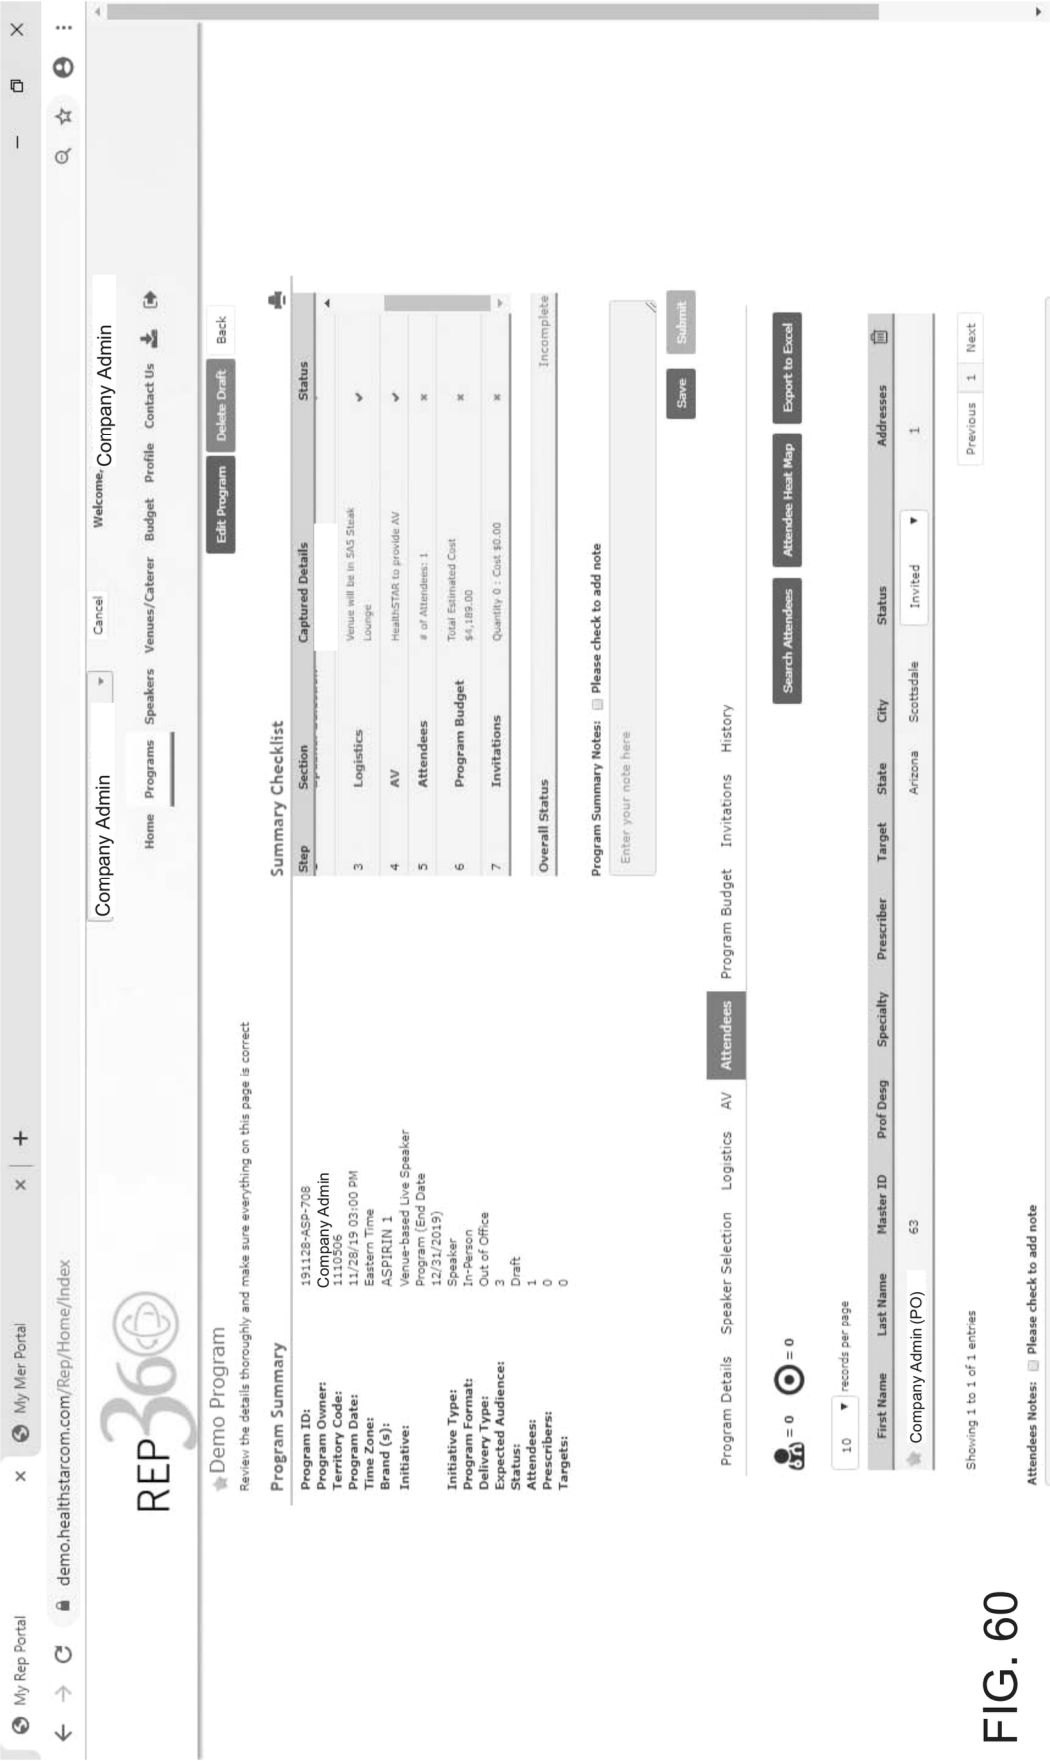 My Rep Portal × My Mer Portal × +
demo.healthstarcom.com/Rep/Home/Index
Company Admin Cancel Welcome, Company Admin
REP360
Home Programs Speakers Venues/Caterer Budget Profile Contact Us
Demo Program
Edit Program Delete Draft Back
Review the details thoroughly and make sure everything on this page is correct
Program Summary
Program ID: 191128-ASP-708
Program Owner: Company Admin
Territory Code: 1110506
Program Date: 11/28/19 03:00 PM
Time Zone: Eastern Time
Brand (s): ASPIRIN 1
Initiative: Venue-based Live Speaker
Program (End Date
12/31/2019)
Initiative Type: Speaker
Program Format: In-Person
Delivery Type: Out of Office
Expected Audience: 3
Status: Draft
Attendees: 1
Prescribers: 0
Targets: 0
Summary Checklist
Step Section Captured Details Status
3 Logistics Venue will be in SAS Steak ✔
Lounge
4 AV HealthSTAR to provide AV ✔
5 Attendees # of Attendees: 1 ×
6 Program Budget Total Estimated Cost ×
$4,189.00
7 Invitations Quantity 0 : Cost $0.00 ×
Overall Status Incomplete
Program Summary Notes: Please check to add note
Enter your note here
Save Submit
Program Details Speaker Selection Logistics AV Attendees Program Budget Invitations History
= 0 = 0
Search Attendees Attendee Heat Map Export to Excel
10 records per page
First Name Last Name Master ID Prof Desg Specialty Prescriber Target State City Status Addresses
Company Admin (PO) 63 Arizona Scottsdale Invited 1
Showing 1 to 1 of 1 entries
Previous 1 Next
Attendees Notes: Please check to add note
FIG. 60